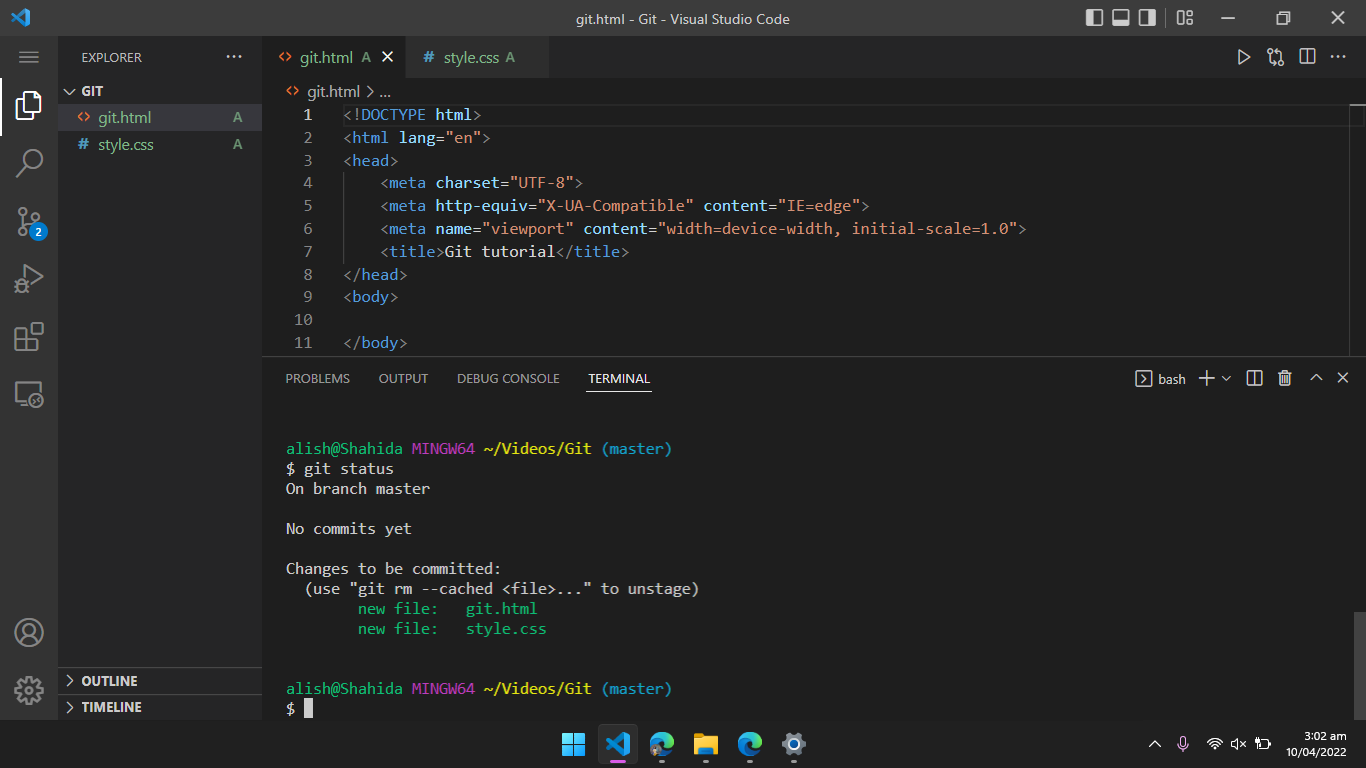 git.html - Git - Visual Studio Code
EXPLORER
GIT
git.html A
style.css A
2
OUTLINE
TIMELINE
git.html A
style.css A
git.html > ...
1 <!DOCTYPE html>
2 <html lang="en">
3 <head>
4 <meta charset="UTF-8">
5 <meta http-equiv="X-UA-Compatible" content="IE=edge">
6 <meta name="viewport" content="width=device-width, initial-scale=1.0">
7 <title>Git tutorial</title>
8 </head>
9 <body>
10
11 </body>
PROBLEMS OUTPUT DEBUG CONSOLE TERMINAL
bash
alish@Shahida MINGW64 ~/Videos/Git (master)
$ git status
On branch master
No commits yet
Changes to be committed:
(use "git rm --cached <file>..." to unstage)
new file: git.html
new file: style.css
alish@Shahida MINGW64 ~/Videos/Git (master)
$
3:02 am
10/04/2022